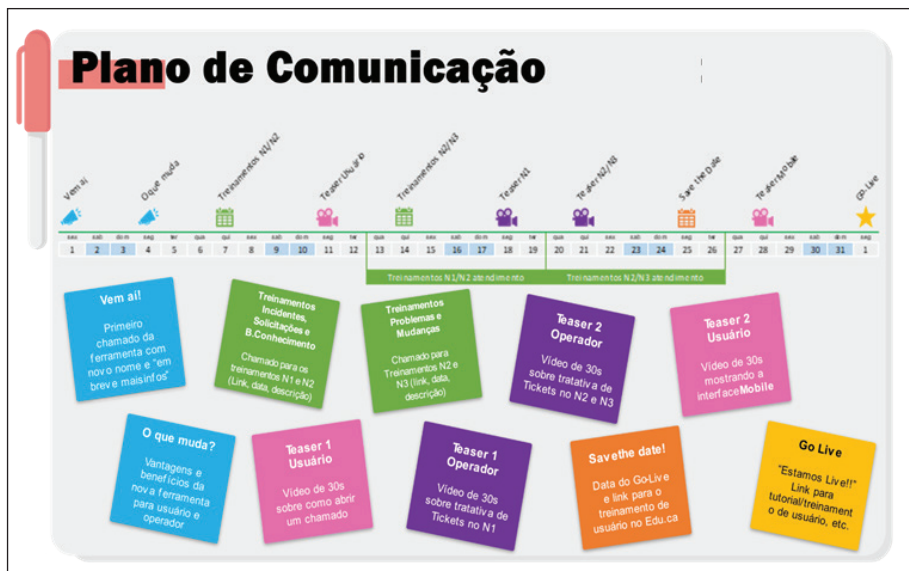 Plano de Comunicação
Vem aí
O que muda
Treinamentos N1/N2
Teaser Usuário
Treinamentos N2/N3
Teaser N1
Teaser N2/N3
Save the Date
Teaser Mobile
Go-Live
sex sab dom seg ter qua qui sex sab dom seg ter qua qui sex sab dom seg ter qua qui sex sab dom seg ter qua qui sex sab dom seg
1 2 3 4 5 6 7 8 9 10 11 12 13 14 15 16 17 18 19 20 21 22 23 24 25 26 27 28 29 30 31 1
Treinamentos N1/N2 atendimento
Treinamentos N2/N3 atendimento
Vem aí!
Primeiro
chamado da
ferramenta com
novo nome e "em
breve mais infos"
Treinamentos
Incidentes,
Solicitações e
B.Conhecimento
Chamado para os
treinamentos N1 e N2
(Link, data,
descrição)
Treinamentos
Problemas e
Mudanças
Chamado para
Treinamentos N2 e
N3 (link, data,
descrição)
Teaser 2
Operador
Vídeo de 30s
sobre tratativa de
Tickets no N2 e N3
Teaser 2
Usuário
Vídeo de 30s
mostrando a
interface Mobile
O que muda?
Vantagens e
benefícios da
nova ferramenta
para usuário e
operador
Teaser 1
Usuário
Vídeo de 30s
sobre como abrir
um chamado
Teaser 1
Operador
Vídeo de 30s
sobre tratativa de
Tickets no N1
Savethe date!
Data do Go-Live
e link para o
treinamento de
usuário no Edu.ca
Go Live
"Estamos Live!!"
Link para
tutorial/treinament
o de usuário, etc.